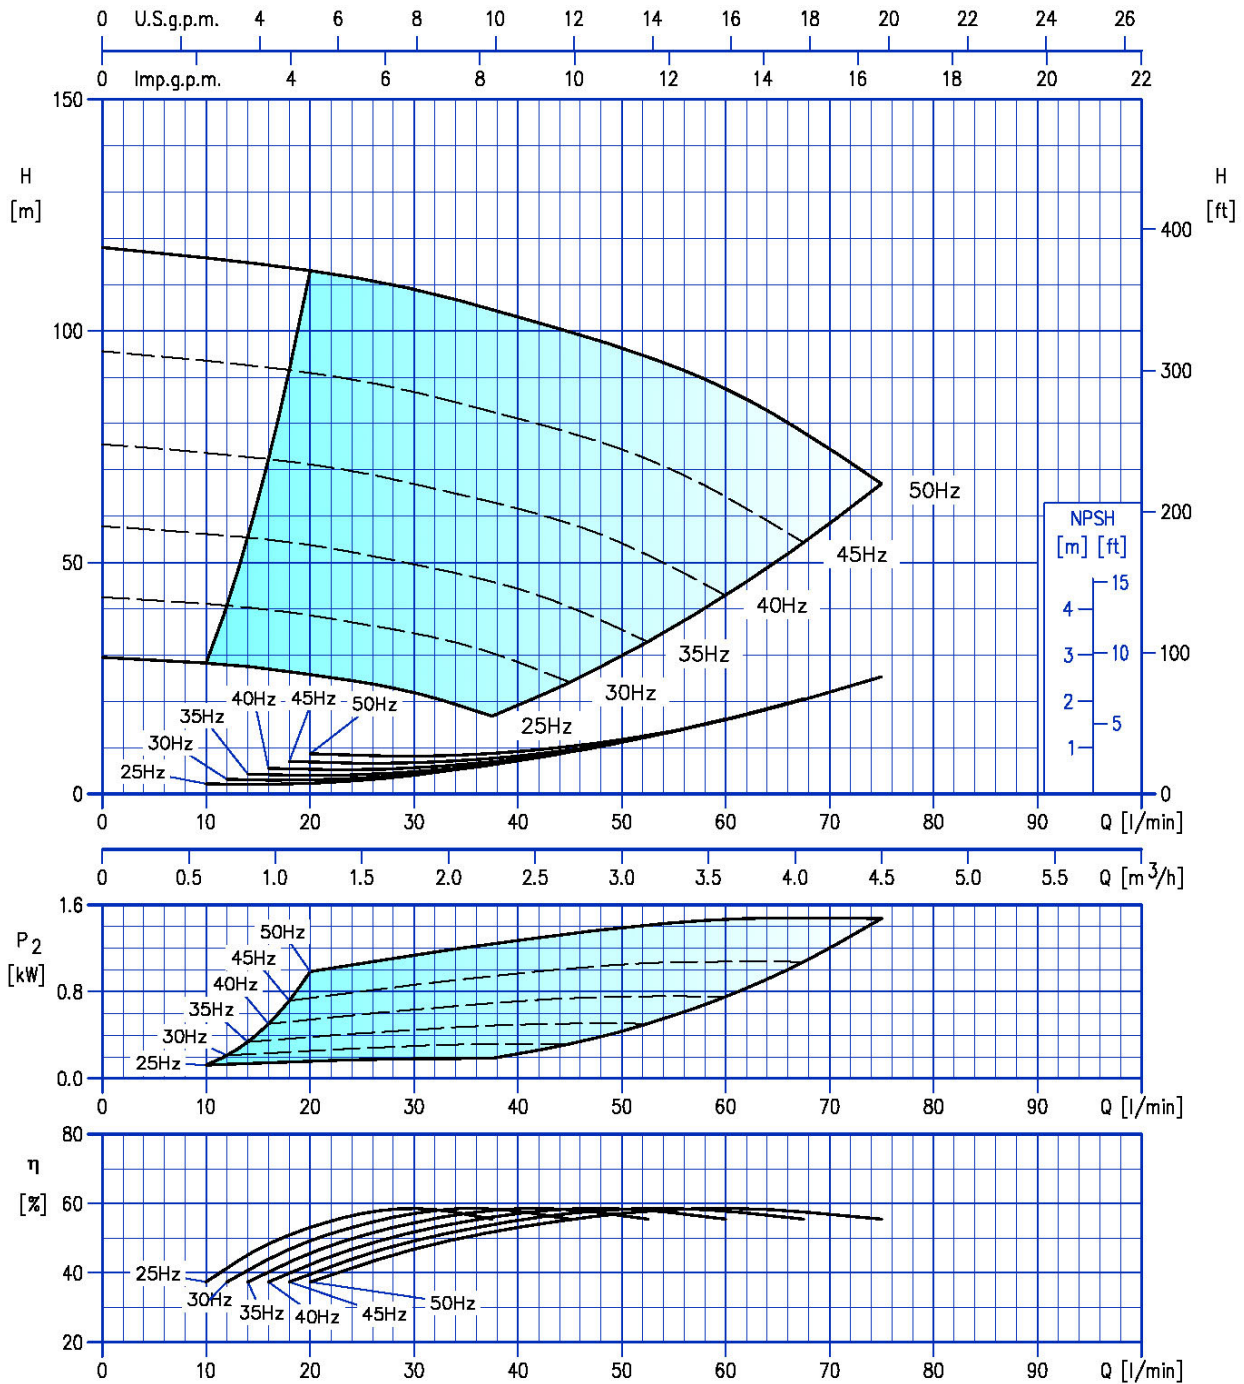 0 U.S.g.p.m. 4 6 8 10 12 14 16 18 20 22 24 26
0 Imp.g.p.m. 4 6 8 10 12 14 16 18 20 22
150
H
[m]
H
[ft]
400
100
300
50Hz
200
NPSH
[m] [ft]
45Hz
50
15
4
40Hz
35Hz
3
10
100
30Hz
40Hz
45Hz
50Hz
2
35Hz
25Hz
5
30Hz
1
25Hz
0
0
0 10 20 30 40 50 60 70 80 90 Q [l/min]
0 0.5 1.0 1.5 2.0 2.5 3.0 3.5 4.0 4.5 5.0 5.5 Q [m³/h]
1.6
P2
[kW]
50Hz
45Hz
0.8
40Hz
35Hz
30Hz
25Hz
0.0
0 10 20 30 40 50 60 70 80 90 Q [l/min]
80
η
[%]
60
40
25Hz
30Hz
35Hz
40Hz
45Hz
50Hz
20
0 10 20 30 40 50 60 70 80 90 Q [l/min]